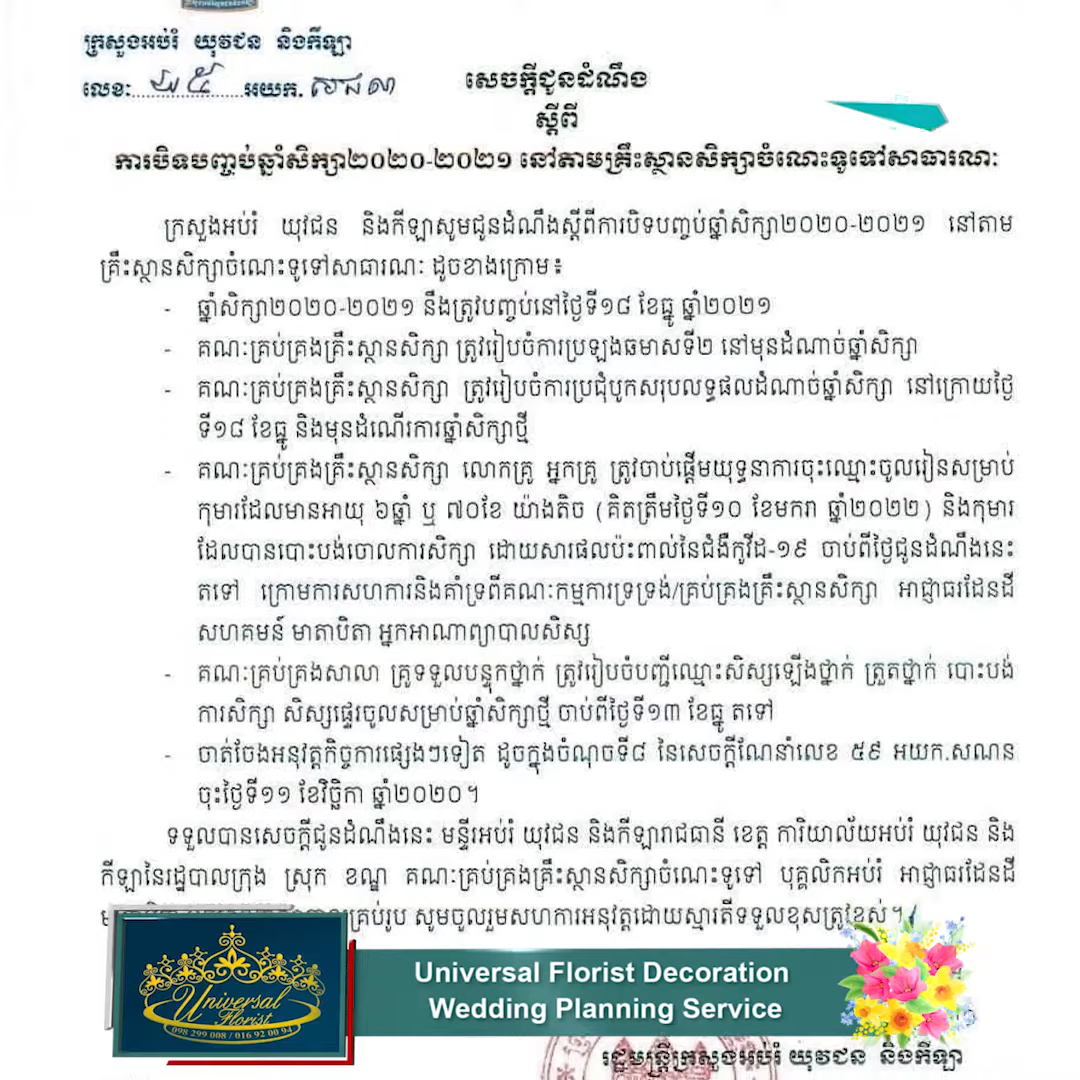 ក្រសួងអប់រំ យុវជន និងកីឡា
លេខៈ..................អយក.
សេចក្តីជូនដំណឹង
ស្តីពី
ការបិទបញ្ចប់ឆ្នាំសិក្សា២០២០-២០២១ នៅតាមគ្រឹះស្ថានសិក្សាចំណេះទូទៅសាធារណៈ
ក្រសួងអប់រំ យុវជន និងកីឡាសូមជូនដំណឹងស្តីពីការបិទបញ្ចប់ឆ្នាំសិក្សា២០២០-២០២១ នៅតាម
គ្រឹះស្ថានសិក្សាចំណេះទូទៅសាធារណៈ ដូចខាងក្រោម៖
- ឆ្នាំសិក្សា២០២០-២០២១ នឹងត្រូវបញ្ចប់នៅថ្ងៃទី១៨ ខែធ្នូ ឆ្នាំ២០២១
- គណៈគ្រប់គ្រងគ្រឹះស្ថានសិក្សា ត្រូវរៀបចំការប្រឡងឆមាសទី២ នៅមុនដំណាច់ឆ្នាំសិក្សា
- គណៈគ្រប់គ្រងគ្រឹះស្ថានសិក្សា ត្រូវរៀបចំការប្រជុំបូកសរុបលទ្ធផលដំណាច់ឆ្នាំសិក្សា នៅក្រោយថ្ងៃ
ទី១៨ ខែធ្នូ និងមុនដំណើរការឆ្នាំសិក្សាថ្មី
- គណៈគ្រប់គ្រងគ្រឹះស្ថានសិក្សា លោកគ្រូ អ្នកគ្រូ ត្រូវចាប់ផ្តើមយុទ្ធនាការចុះឈ្មោះចូលរៀនសម្រាប់
កុមារដែលមានអាយុ ៦ឆ្នាំ ឬ ៧០ខែ យ៉ាងតិច (គិតត្រឹមថ្ងៃទី១០ ខែមករា ឆ្នាំ២០២២) និងកុមារ
ដែលបានបោះបង់ចោលការសិក្សា ដោយសារផលប៉ះពាល់នៃជំងឺកូវីដ-១៩ ចាប់ពីថ្ងៃជូនដំណឹងនេះ
តទៅ ក្រោមការសហការនិងគាំទ្រពីគណៈកម្មការទ្រទ្រង់/គ្រប់គ្រងគ្រឹះស្ថានសិក្សា អាជ្ញាធរដែនដី
សហគមន៍ មាតាបិតា អ្នកអាណាព្យាបាលសិស្ស
- គណៈគ្រប់គ្រងសាលា គ្រូទទួលបន្ទុកថ្នាក់ ត្រូវរៀបចំបញ្ជីឈ្មោះសិស្សឡើងថ្នាក់ ត្រួតថ្នាក់ បោះបង់
ការសិក្សា សិស្សផ្ទេរចូលសម្រាប់ឆ្នាំសិក្សាថ្មី ចាប់ពីថ្ងៃទី១៣ ខែធ្នូ តទៅ
- ចាត់ចែងអនុវត្តកិច្ចការផ្សេងៗទៀត ដូចក្នុងចំណុចទី៨ នៃសេចក្តីណែនាំលេខ ៥៩ អយក.សណន
ចុះថ្ងៃទី១១ ខែវិច្ឆិកា ឆ្នាំ២០២០។
ទទួលបានសេចក្តីជូនដំណឹងនេះ មន្ទីរអប់រំ យុវជន និងកីឡារាជធានី ខេត្ត ការិយាល័យអប់រំ យុវជន និង
កីឡានៃរដ្ឋបាលក្រុង ស្រុក ខណ្ឌ គណៈគ្រប់គ្រងគ្រឹះស្ថានសិក្សាចំណេះទូទៅ បុគ្គលិកអប់រំ អាជ្ញាធរដែនដី
គ្រប់រូប សូមចូលរួមសហការអនុវត្តដោយស្មារតីទទួលខុសត្រូវខ្ពស់។
Universal Florist Decoration
Wedding Planning Service
Universal
Florist
098 299 008 / 016 92 00 94
រដ្ឋមន្ត្រីក្រសួងអប់រំ យុវជន និងកីឡា